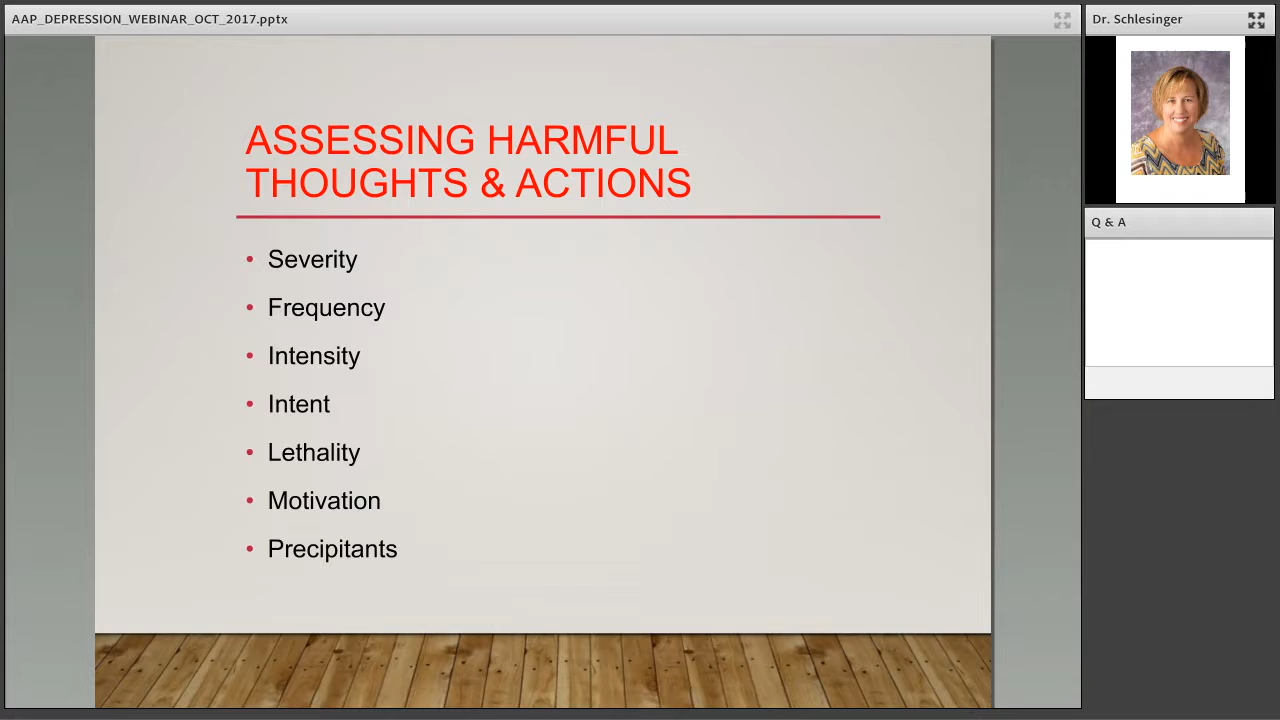 AAP_DEPRESSION_WEBINAR_OCT_2017.pptx
Dr. Schlesinger
ASSESSING HARMFUL
THOUGHTS & ACTIONS
• Severity
• Frequency
• Intensity
• Intent
• Lethality
• Motivation
• Precipitants
Q & A